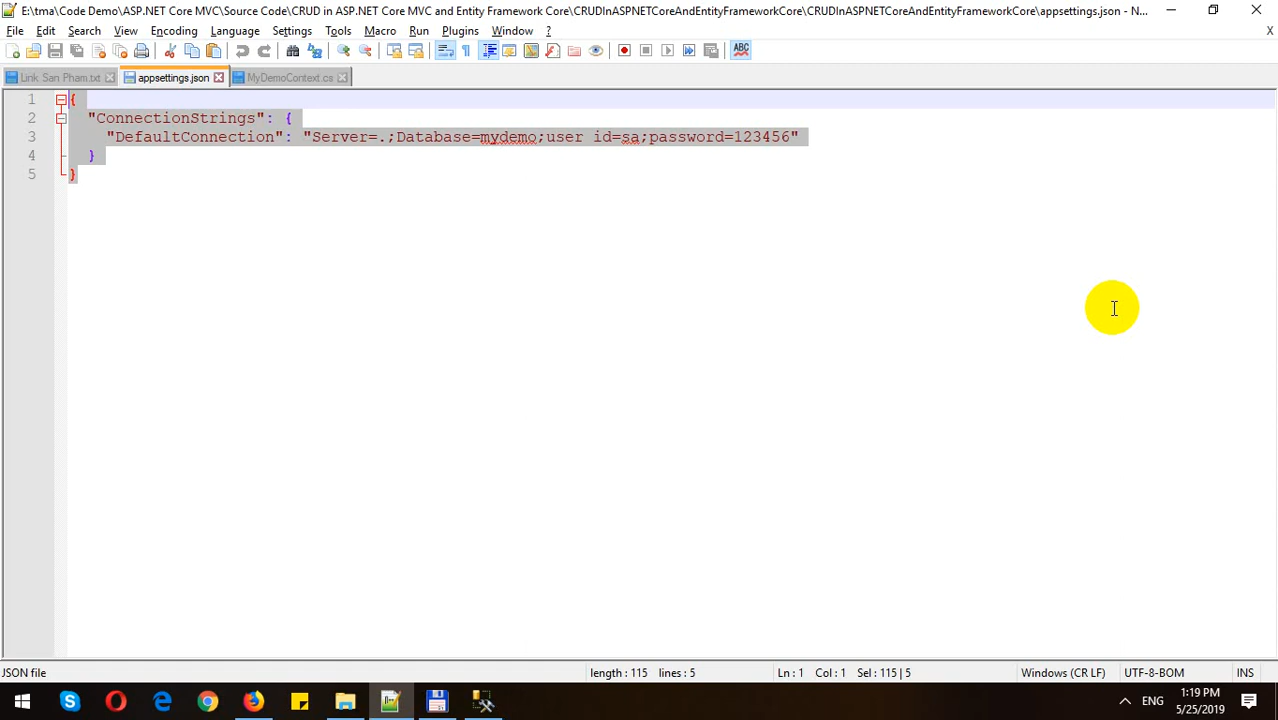 E:\tma\Code Demo\ASP.NET Core MVC\Source Code\CRUD in ASP.NET Core MVC and Entity Framework Core\CRUDInASPNETCoreAndEntityFrameworkCore\CRUDInASPNETCoreAndEntityFrameworkCore\appsettings.json - N...
File Edit Search View Encoding Language Settings Tools Macro Run Plugins Window ? X
ABC
Link San Pham.txt appsettings.json MyDemoContext.cs
1 {
2 "ConnectionStrings": {
3 "DefaultConnection": "Server=.;Database=mydemo;user id=sa;password=123456"
4 }
5 }
JSON file length : 115 lines : 5 Ln : 1 Col : 1 Sel : 115 | 5 Windows (CR LF) UTF-8-BOM INS
ENG 1:19 PM
5/25/2019